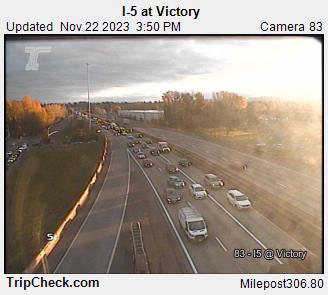 I-5 at Victory
Updated Nov 22 2023 3:50 PM Camera 83
T
S
83 - I5 @ Victory
TripCheck.com Milepost306.80